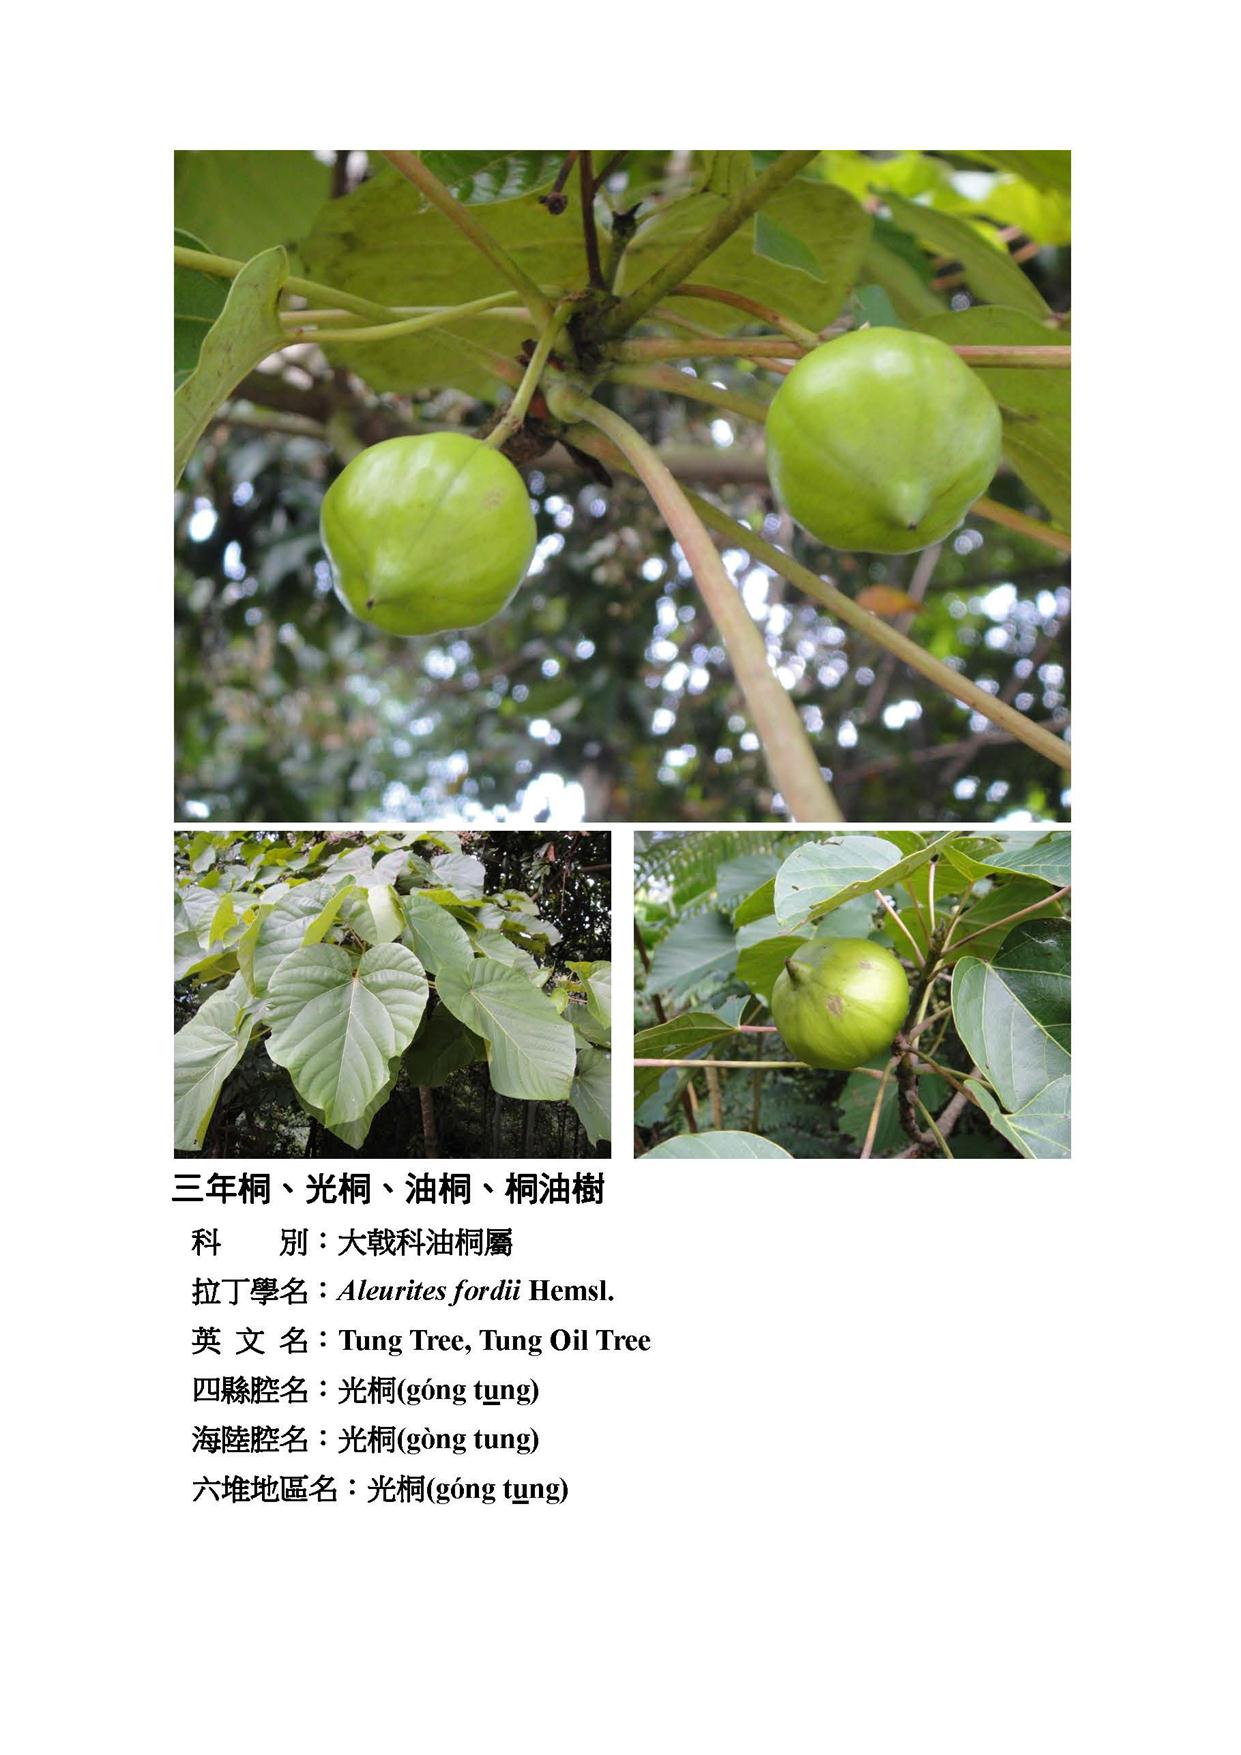 三年桐、光桐、油桐、桐油樹
科　　別：大戟科油桐屬
拉丁學名：Aleurites fordii Hemsl.
英 文 名：Tung Tree, Tung Oil Tree
四縣腔名：光桐(góng tung)
海陸腔名：光桐(gòng tung)
六堆地區名：光桐(góng tung)